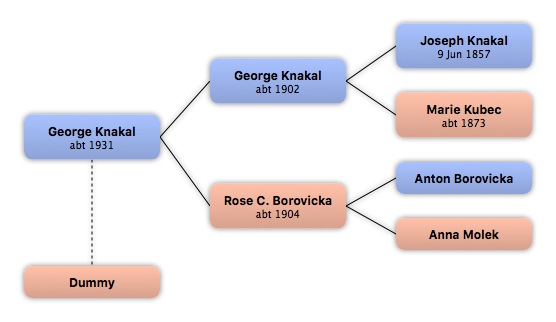 Joseph Knakal
9 Jun 1857
George Knakal
abt 1902
Marie Kubec
abt 1873
George Knakal
abt 1931
Anton Borovicka
Rose C. Borovicka
abt 1904
Anna Molek
Dummy